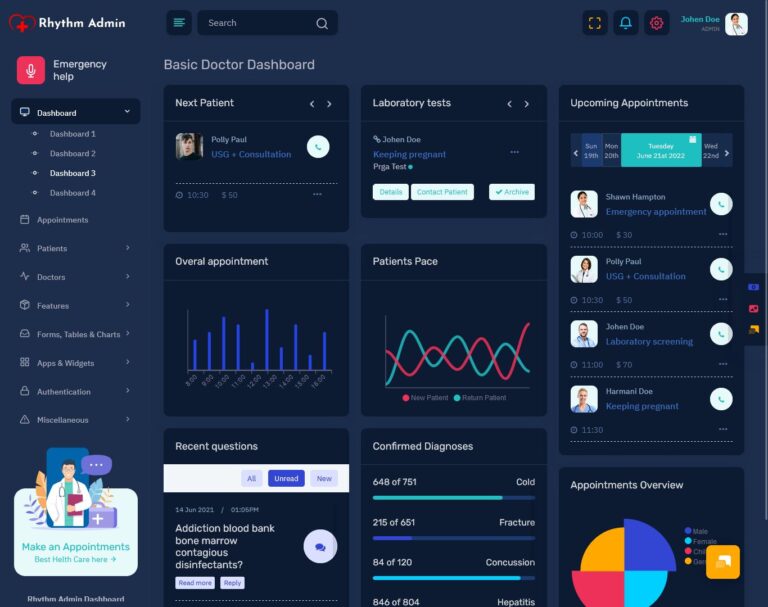 Rhythm Admin
Search
Johen Doe
ADMIN
Emergency
help
Dashboard
Dashboard 1
Dashboard 2
Dashboard 3
Dashboard 4
Appointments
Patients
Doctors
Features
Forms, Tables & Charts
Apps & Widgets
Authentication
Miscellaneous
Make an Appointments
Best Helth Care here →
Rhythm Admin Dashboard
Basic Doctor Dashboard
Next Patient
Polly Paul
USG + Consultation
10:30 $ 50
Laboratory tests
Johen Doe
Keeping pregnant
Prga Test
Details Contact Patient Archive
Upcoming Appointments
Sun
19th
Mon
20th
Tuesday
June 21st 2022
Wed
22nd
Shawn Hampton
Emergency appointment
10:00 $ 30
Polly Paul
USG + Consultation
10:30 $ 50
Johen Doe
Laboratory screening
11:00 $ 70
Harmani Doe
Keeping pregnant
11:30
Overal appointment
8:00 9:00 10:00 11:00 12:00 13:00 14:00 15:00 16:00
Patients Pace
New Patient Return Patient
Recent questions
All Unread New
14 Jun 2021 / 01:05PM
Addiction blood bank
bone marrow
contagious
disinfectants?
Read more Reply
Confirmed Diagnoses
648 of 751 Cold
215 of 651 Fracture
84 of 120 Concussion
846 of 804 Hepatitis
Appointments Overview
Male
Female